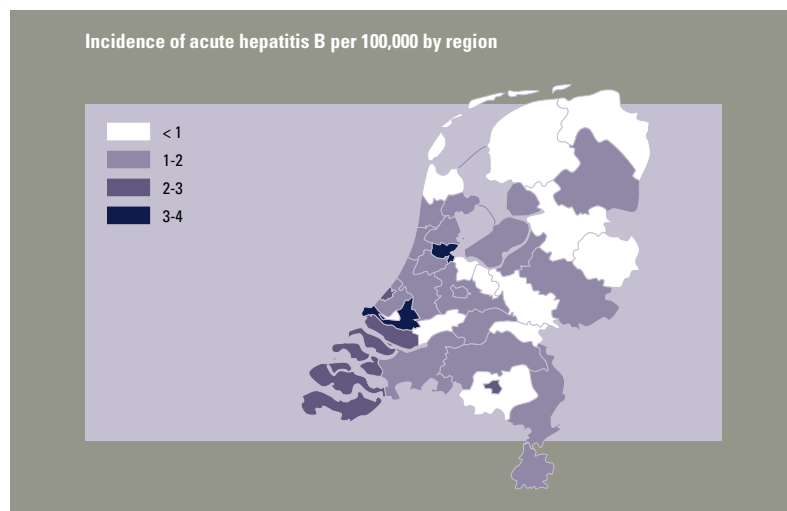 Incidence of acute hepatitis B per 100,000 by region
< 1
1-2
2-3
3-4